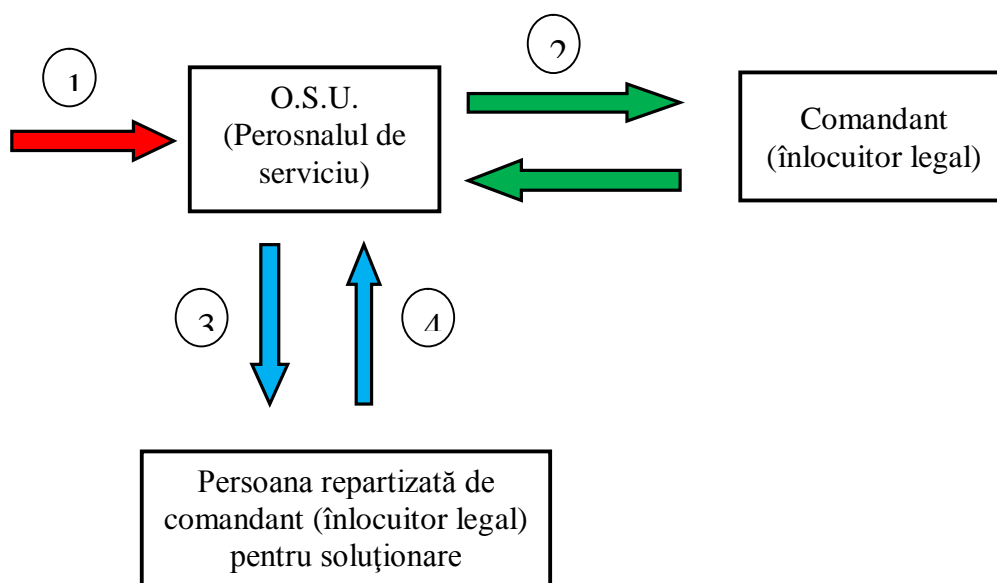 1
2
O.S.U.
(Perosnalul de
serviciu)
Comandant
(înlocuitor legal)
3
4
Persoana repartizată de
comandant (înlocuitor legal)
pentru soluţionare